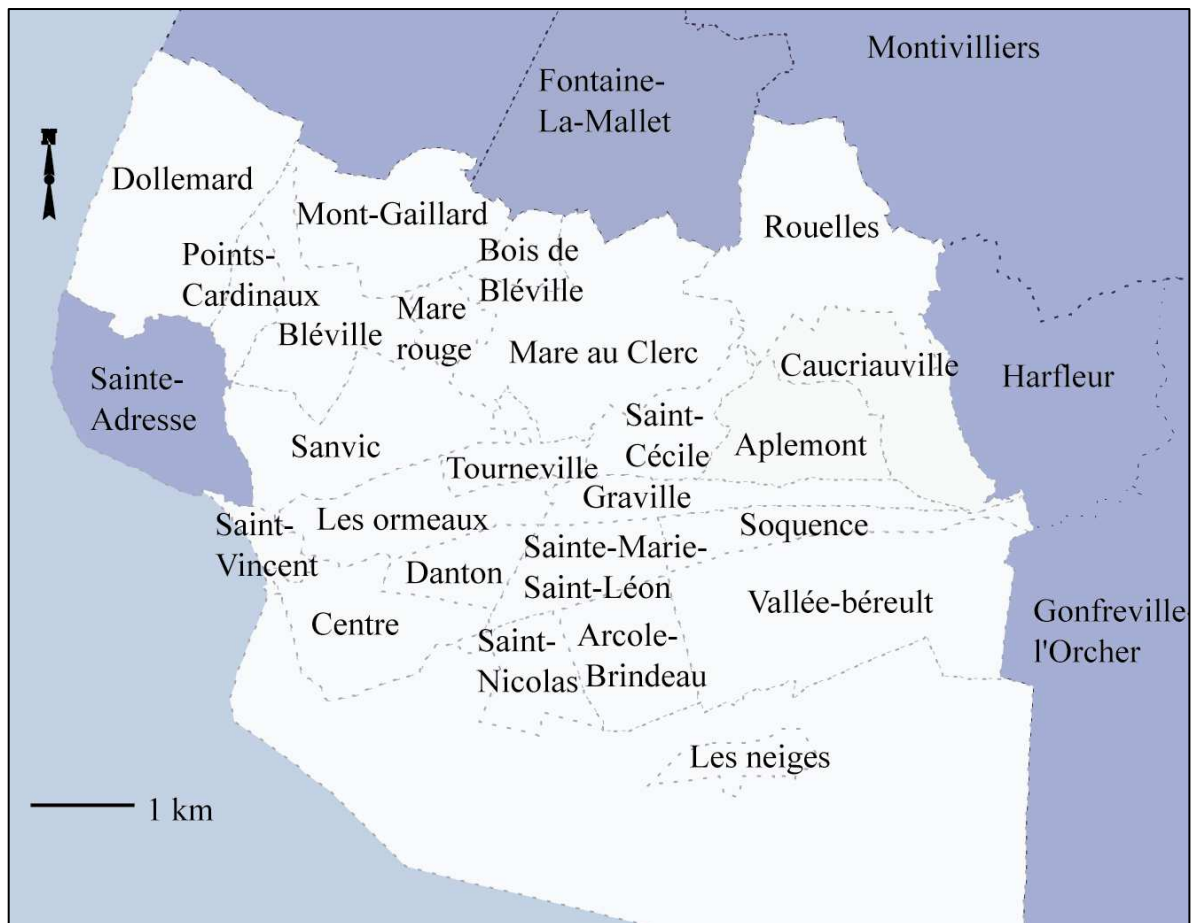 Montivilliers
Fontaine-
La-Mallet
N
Dollemard
Mont-Gaillard
Rouelles
Points-
Cardinaux
Bois de
Bléville
Bléville
Mare
rouge
Mare au Clerc
Caucriauville
Harfleur
Sainte-
Adresse
Saint-
Cécile
Sanvic
Tourneville
Aplemont
Graville
Saint-
Vincent
Les ormeaux
Soquence
Sainte-Marie-
Saint-Léon
Danton
Vallée-béreult
Centre
Saint-
Nicolas
Arcole-
Brindeau
Gonfreville-
l'Orcher
Les neiges
1 km